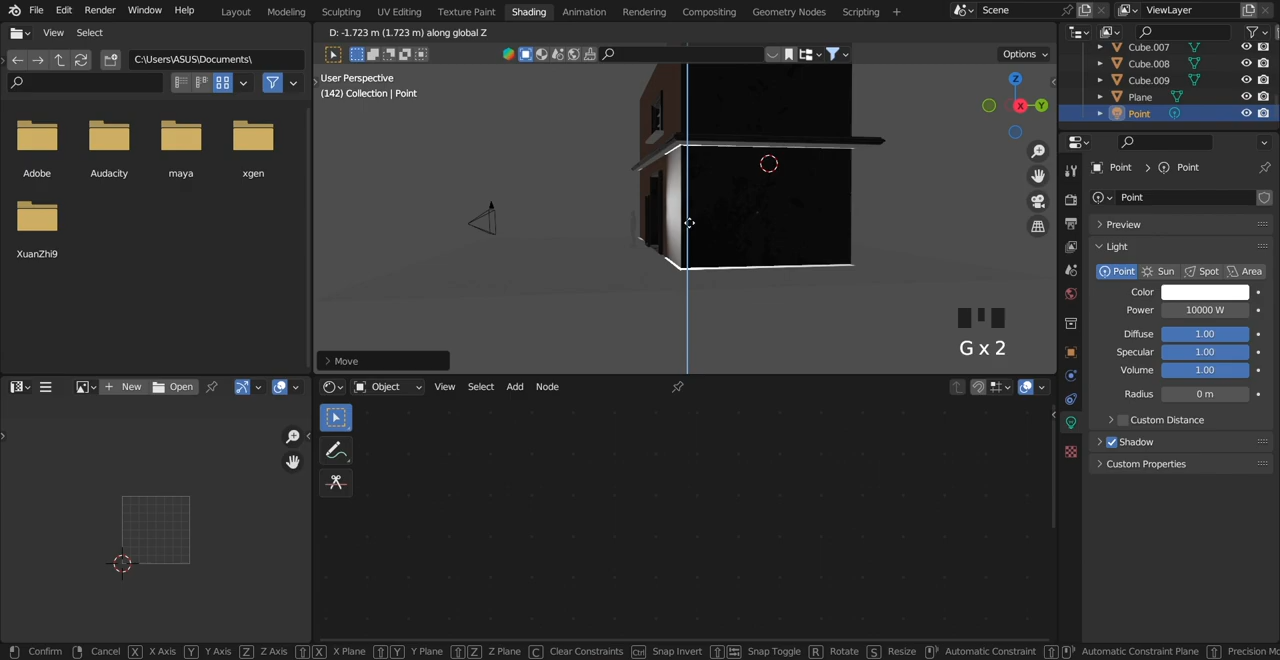 File Edit Render Window Help Layout Modeling Sculpting UV Editing Texture Paint Shading Animation Rendering Compositing Geometry Nodes Scripting + Scene ViewLayer
View Select D: -1.723 m (1.723 m) along global Z
C:\Users\ASUS\Documents\ Options
User Perspective
(142) Collection | Point
Z
X
Y
Adobe Audacity maya xgen
XuanZhi9
Cube.007
Cube.008
Cube.009
Plane
Point
Point Point
Point
Preview
Light
Point Sun Spot Area
Color
Power 10000 W
Diffuse 1.00
Specular 1.00
Volume 1.00
Radius 0 m
Custom Distance
Shadow
Custom Properties
G x 2
Move
New Open Object View Select Add Node
Confirm Cancel X X Axis Y Y Axis Z Z Axis X X Plane Y Y Plane Z Z Plane C Clear Constraints Ctrl Snap Invert Snap Toggle R Rotate S Resize Automatic Constraint Automatic Constraint Plane Precision Mo